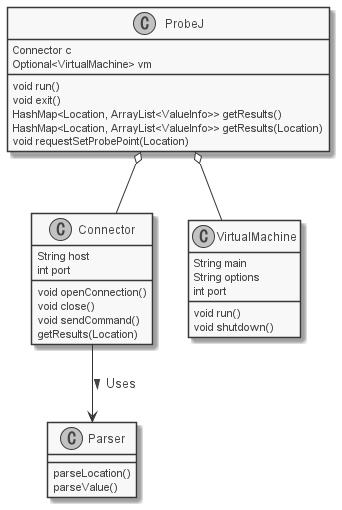 C ProbeJ
Connector c
Optional<VirtualMachine> vm
void run()
void exit()
HashMap<Location, ArrayList<ValueInfo>> getResults()
HashMap<Location, ArrayList<ValueInfo>> getResults(Location)
void requestSetProbePoint(Location)
C Connector
String host
int port
void openConnection()
void close()
void sendCommand()
getResults(Location)
C VirtualMachine
String main
String options
int port
void run()
void shutdown()
Uses
C Parser
parseLocation()
parseValue()